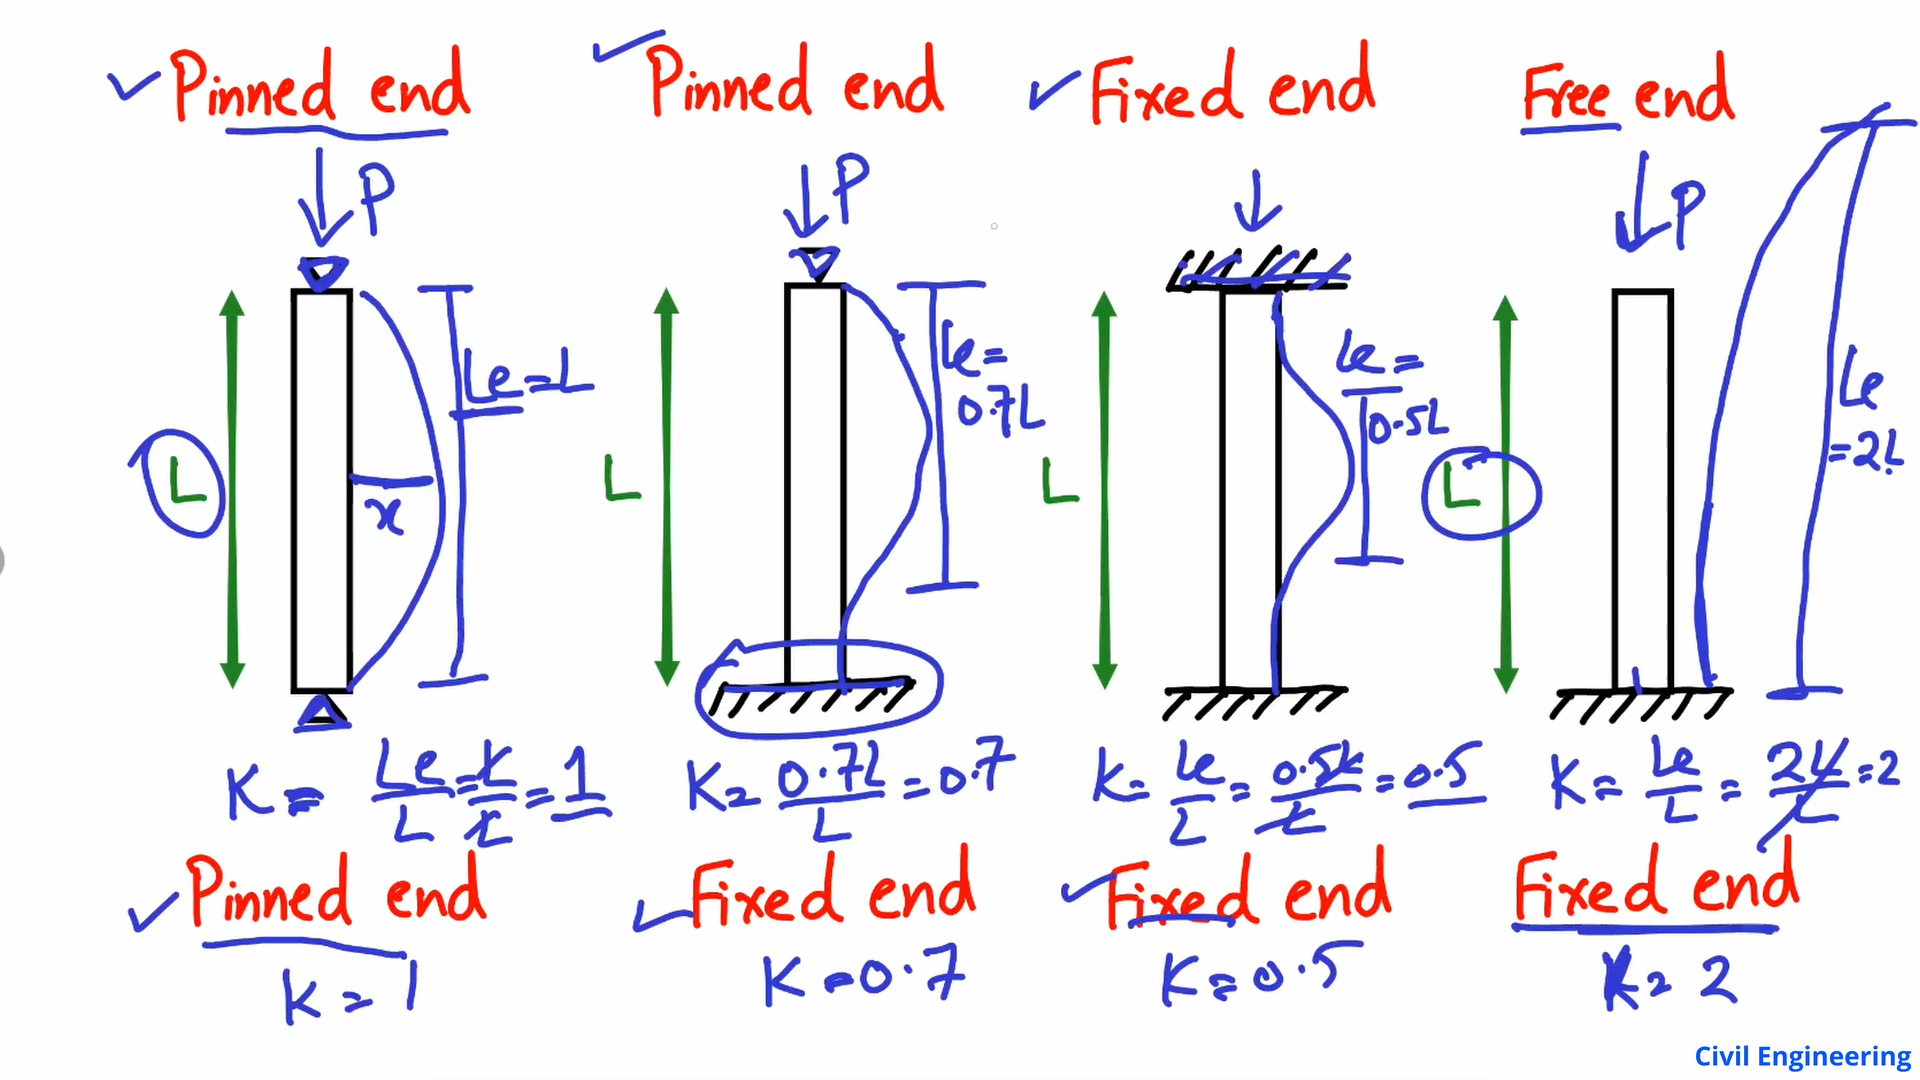 Pinned end
Pinned end
Fixed end
Free end
P
P
P
Le = L
Le =
0.7L
Le =
0.5L
Le
= 2L
L
L
L
L
x
K = Le/L = L/L = 1
K = 0.7L/L = 0.7
K = Le/L = 0.5L/L = 0.5
K = Le/L = 2L/L = 2
Pinned end
Fixed end
Fixed end
Fixed end
K = 1
K = 0.7
K = 0.5
K = 2
Civil Engineering